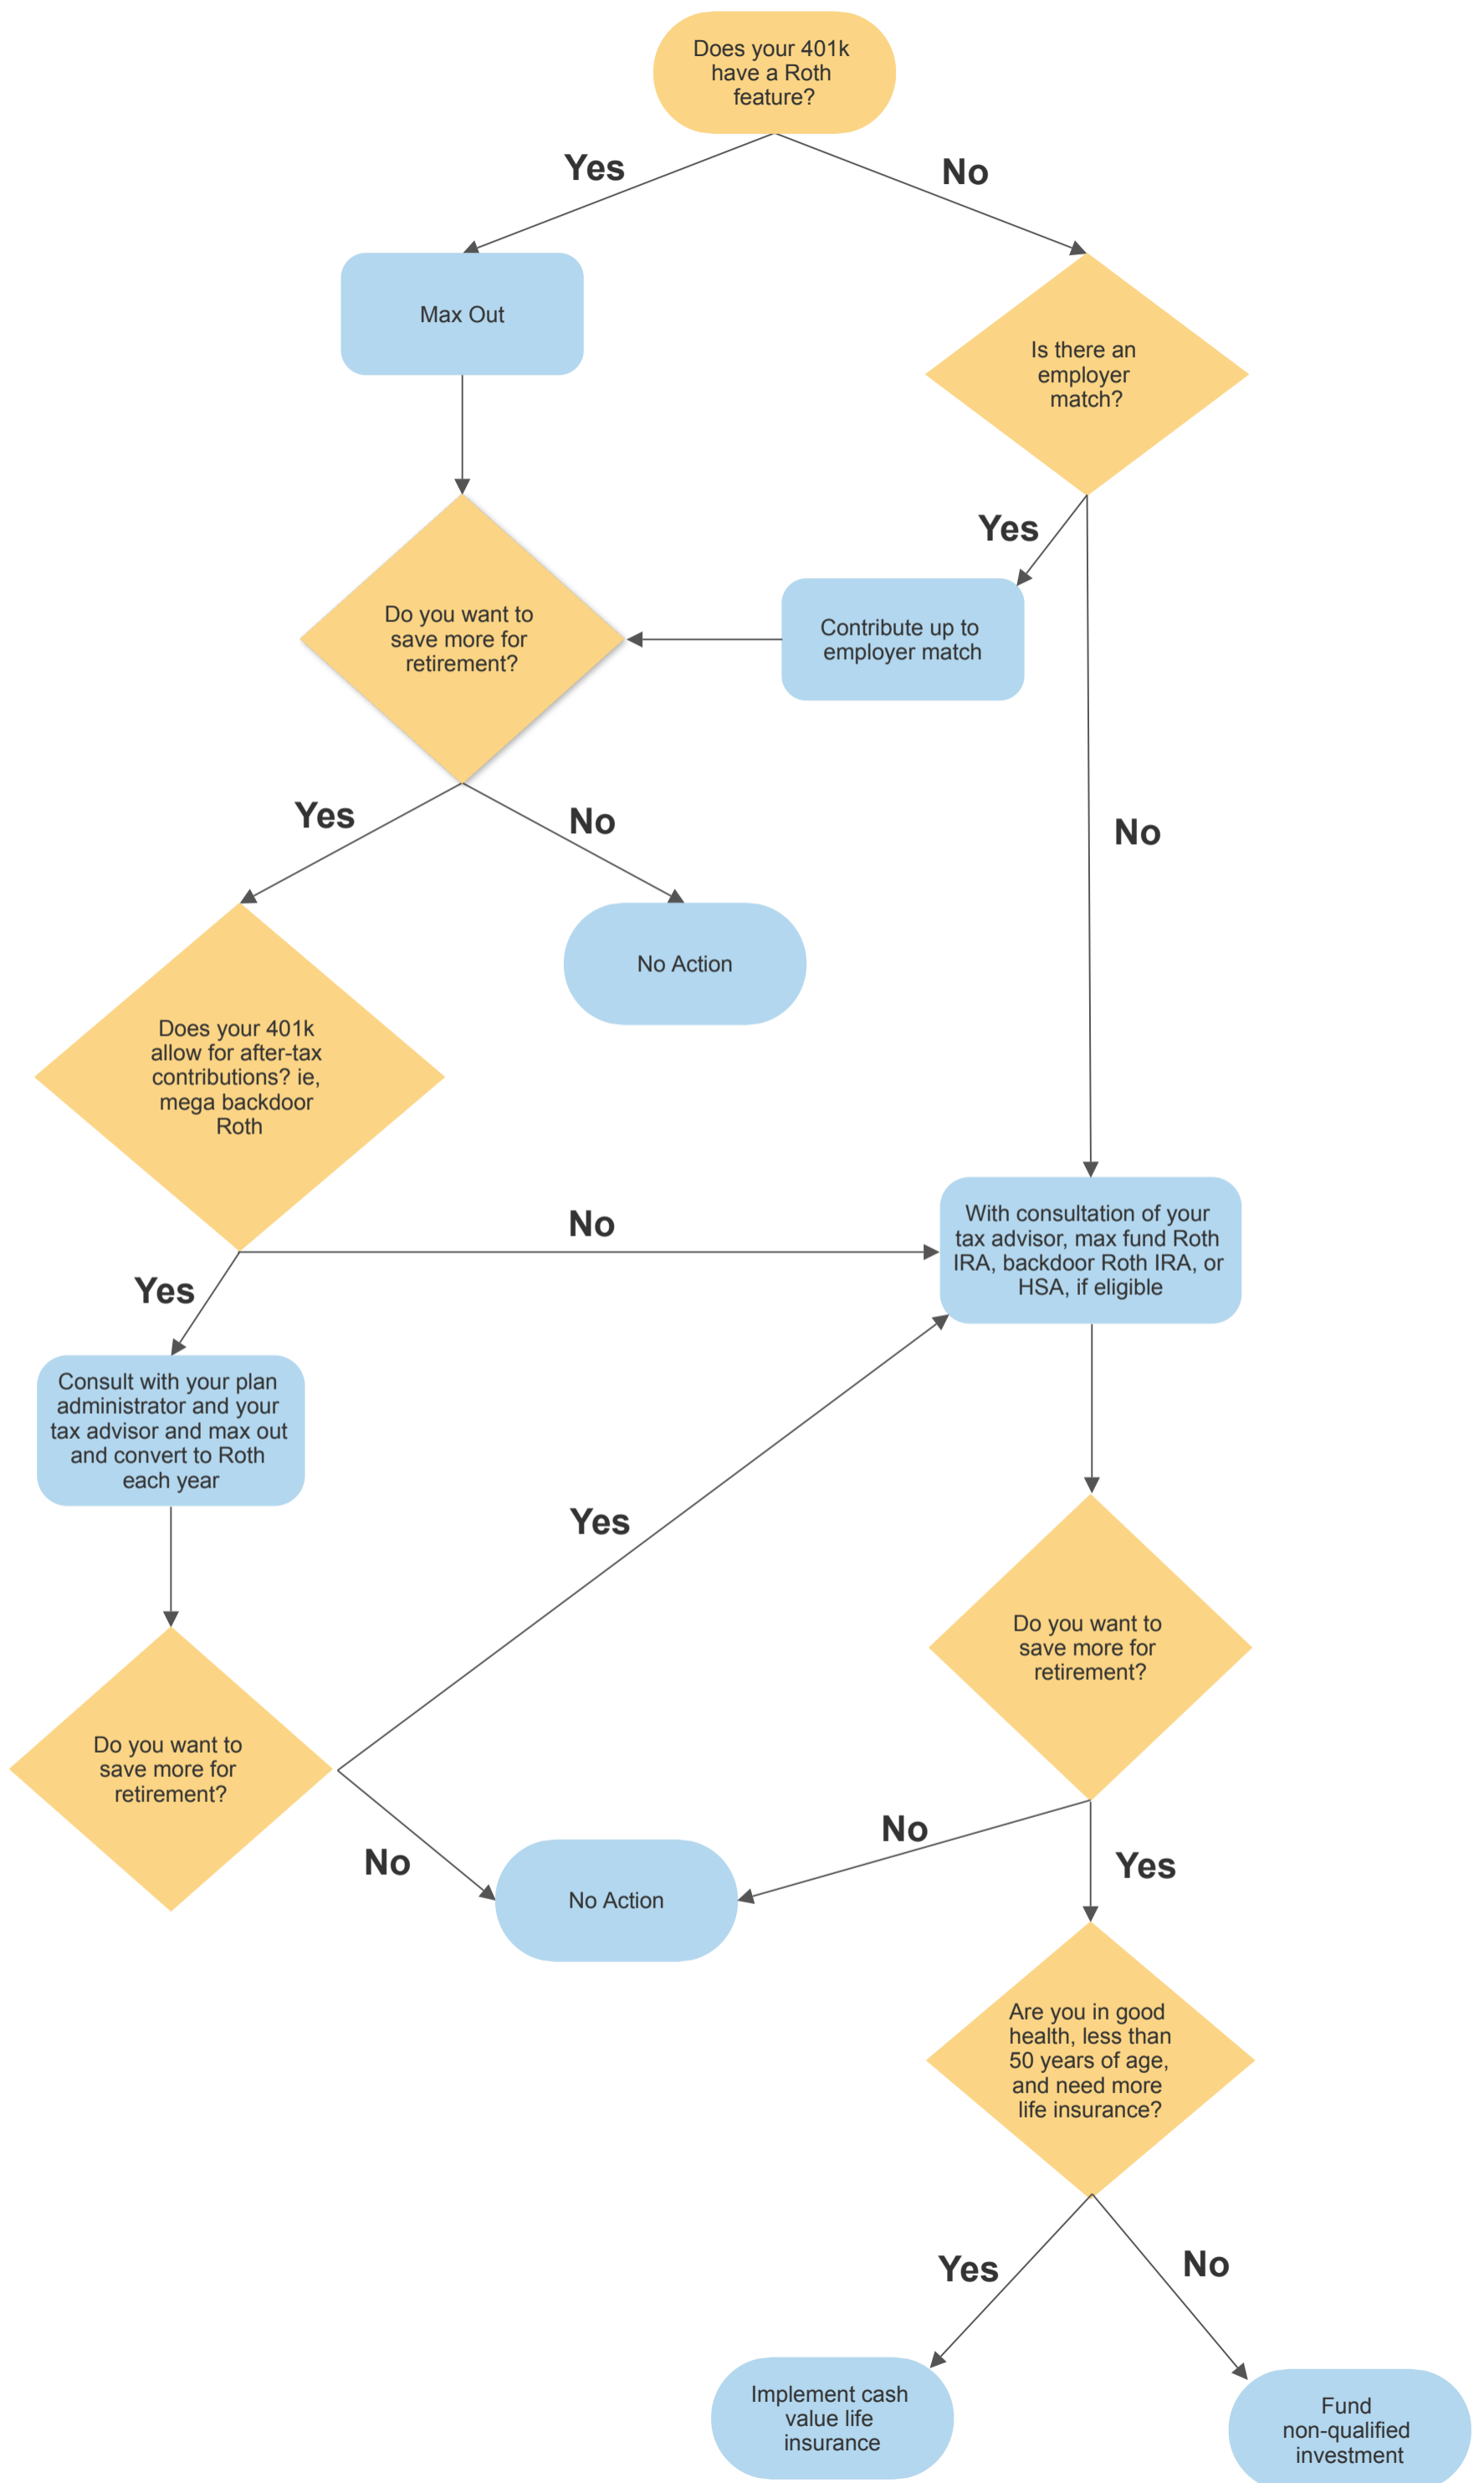 Does your 401k
have a Roth
feature?
Yes
No
Max Out
Is there an
employer
match?
Yes
Contribute up to
employer match
Do you want to
save more for
retirement?
Yes
No
No
No Action
Does your 401k
allow for after-tax
contributions? ie,
mega backdoor
Roth
No
With consultation of your
tax advisor, max fund Roth
IRA, backdoor Roth IRA, or
HSA, if eligible
Yes
Consult with your plan
administrator and your
tax advisor and max out
and convert to Roth
each year
Yes
Do you want to
save more for
retirement?
Do you want to
save more for
retirement?
No
No
Yes
No Action
Are you in good
health, less than
50 years of age,
and need more
life insurance?
Yes
No
Implement cash
value life
insurance
Fund
non-qualified
investment